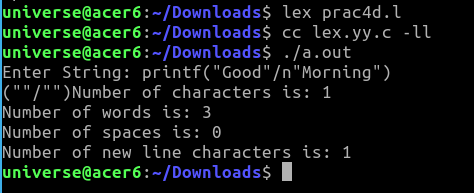 universe@acer6:~/Downloads$ lex prac4d.l
universe@acer6:~/Downloads$ cc lex.yy.c -ll
universe@acer6:~/Downloads$ ./a.out
Enter String: printf("Good"/n"Morning")
(""/"")Number of characters is: 1
Number of words is: 3
Number of spaces is: 0
Number of new line characters is: 1
universe@acer6:~/Downloads$